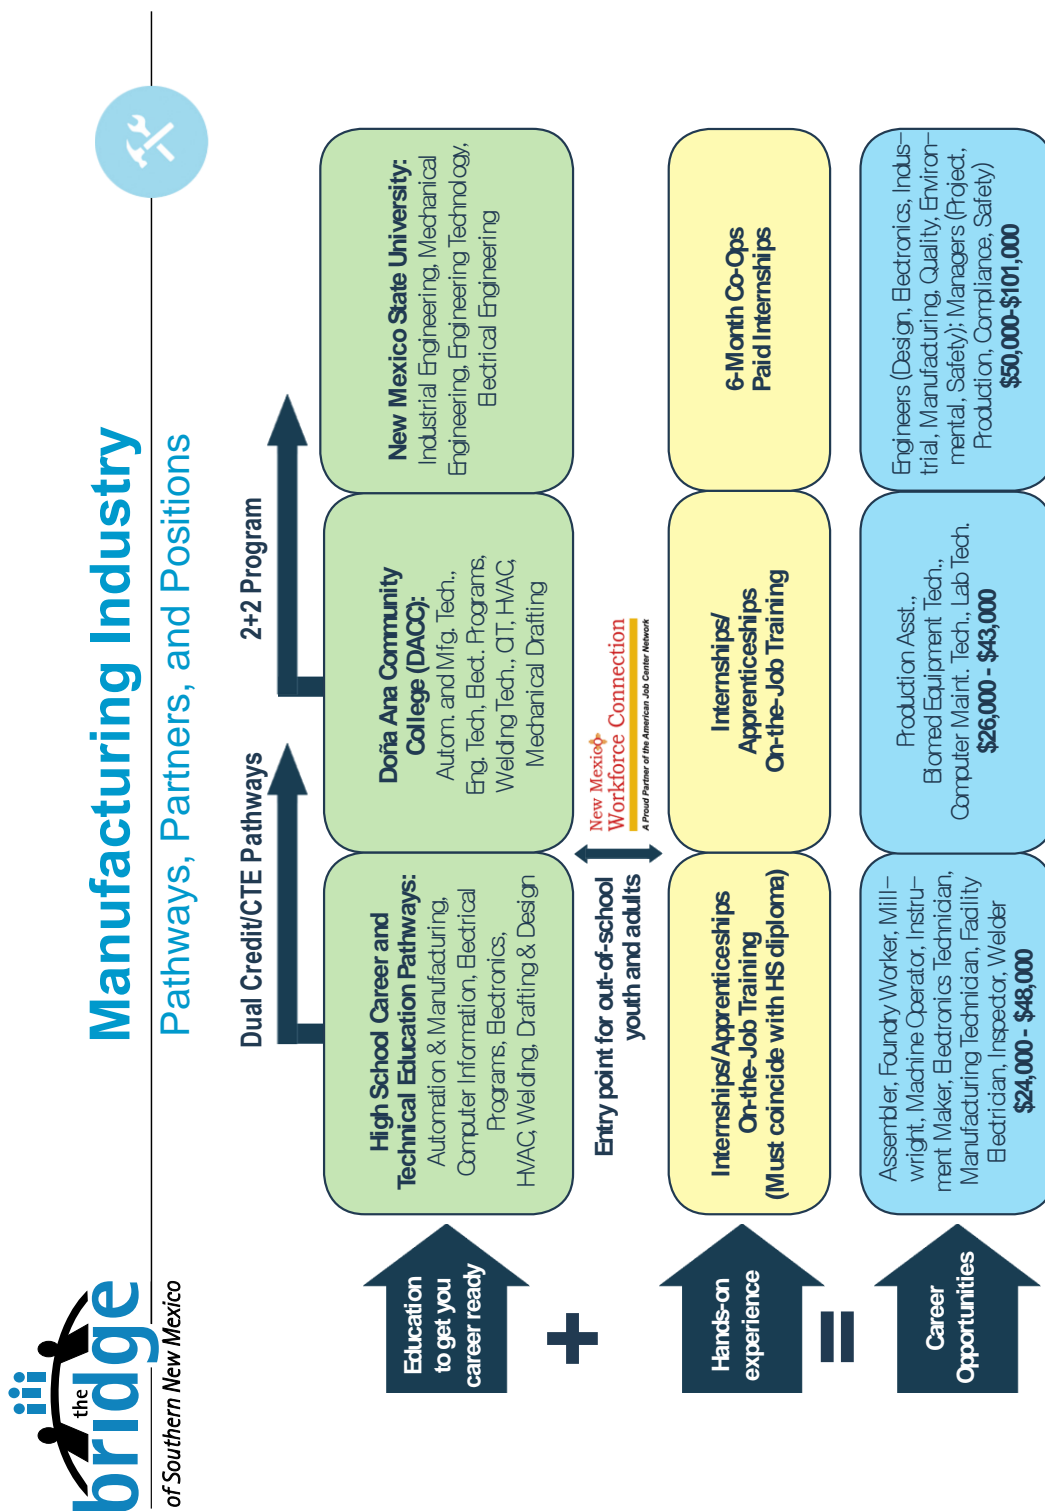 the
bridge
of Southern New Mexico
Manufacturing Industry
Pathways, Partners, and Positions
Dual Credit/CTE Pathways
2+2 Program
Education
to get you
career ready
High School Career and
Technical Education Pathways:
Automation & Manufacturing,
Computer Information, Electrical
Programs, Electronics,
HVAC, Welding, Drafting & Design
Doña Ana Community
College (DACC):
Autom. and Mfg, Tech.,
Eng. Tech, Elect. Programs,
Welding Tech., CIT, HVAC,
Mechanical Drafting
New Mexico State University:
Industrial Engineering, Mechanical
Engineering, Engineering Technology,
Electrical Engineering
+
Entry point for out-of-school
youth and adults
New Mexico
Workforce Connection
A Proud Partner of the American Job Center Network
Hands-on
experience
Internships/Apprenticeships
On-the-Job Training
(Must coincide with HS diploma)
Internships/
Apprenticeships
On-the-Job Training
6-Month Co-Ops
Paid Internships
=
Career
Opportunities
Assembler, Foundry Worker, Mill-
wright, Machine Operator, Instru-
ment Maker, Electronics Technician,
Manufacturing Technician, Facility
Electrician, Inspector, Welder
$24,000 - $48,000
Production Asst.,
Biomed Equipment Tech.,
Computer Maint. Tech., Lab Tech.
$26,000 - $43,000
Engineers (Design, Electronics, Indus-
trial, Manufacturing, Quality, Environ-
mental, Safety); Managers (Project,
Production, Compliance, Safety)
$50,000-$101,000